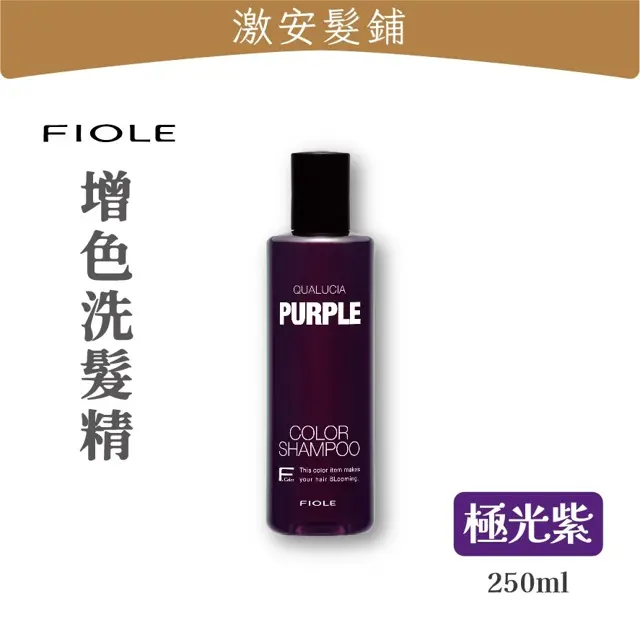 激安髮鋪
FIOLE
增色洗髮精
QUALUCIA
PURPLE
COLOR
SHAMPOO
F.Câr
This color item makes
your hair BLooming.
FIOLE
極光紫
250ml